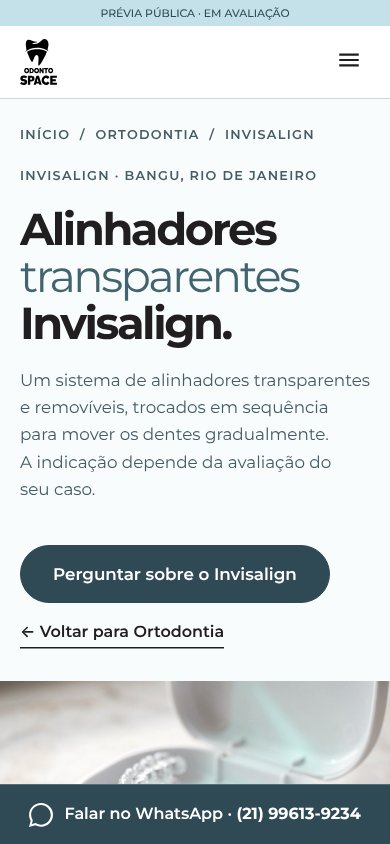 PRÉVIA PÚBLICA · EM AVALIAÇÃO
ODONTO
SPACE
INÍCIO / ORTODONTIA / INVISALIGN
INVISALIGN · BANGU, RIO DE JANEIRO
Alinhadores
transparentes
Invisalign.
Um sistema de alinhadores transparentes
e removíveis, trocados em sequência
para mover os dentes gradualmente.
A indicação depende da avaliação do
seu caso.
Perguntar sobre o Invisalign
← Voltar para Ortodontia
Falar no WhatsApp · (21) 99613-9234